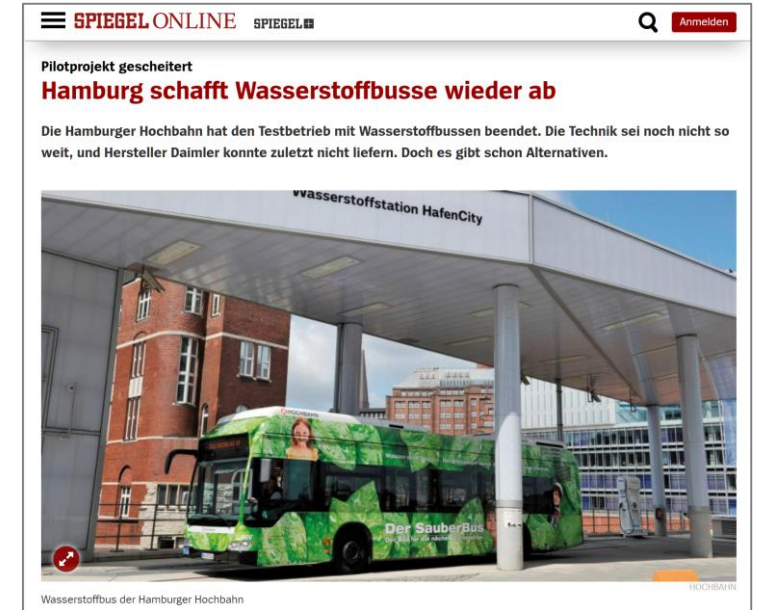 SPIEGEL ONLINE SPIEGEL+ Anmelden
Pilotprojekt gescheitert
Hamburg schafft Wasserstoffbusse wieder ab
Die Hamburger Hochbahn hat den Testbetrieb mit Wasserstoffbussen beendet. Die Technik sei noch nicht so
weit, und Hersteller Daimler konnte zuletzt nicht liefern. Doch es gibt schon Alternativen.
Wasserstoffstation HafenCity
HOCHBAHN
Der SauberBus
HOCHBAHN
Wasserstoffbus der Hamburger Hochbahn